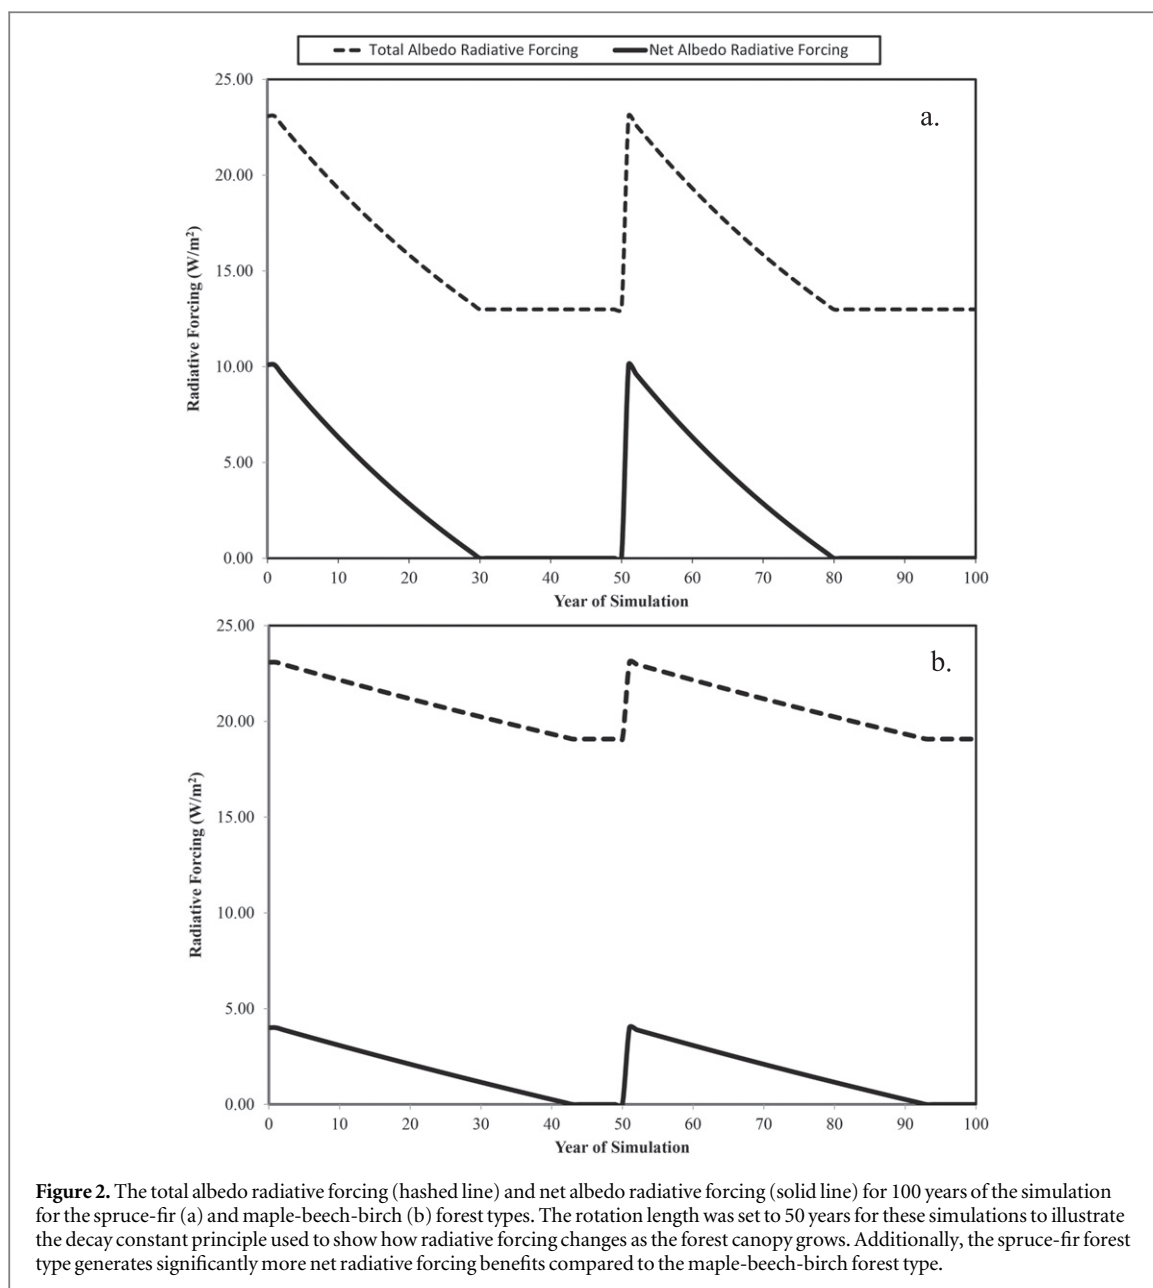 Total Albedo Radiative Forcing Net Albedo Radiative Forcing
25.00
a.
20.00
15.00
10.00
5.00
0.00
Radiative Forcing (W/m²)
0 10 20 30 40 50 60 70 80 90 100
Year of Simulation
25.00
b.
20.00
15.00
10.00
5.00
0.00
Radiative Forcing (W/m²)
0 10 20 30 40 50 60 70 80 90 100
Year of Simulation
Figure 2. The total albedo radiative forcing (hashed line) and net albedo radiative forcing (solid line) for 100 years of the simulation
for the spruce-fir (a) and maple-beech-birch (b) forest types. The rotation length was set to 50 years for these simulations to illustrate
the decay constant principle used to show how radiative forcing changes as the forest canopy grows. Additionally, the spruce-fir forest
type generates significantly more net radiative forcing benefits compared to the maple-beech-birch forest type.